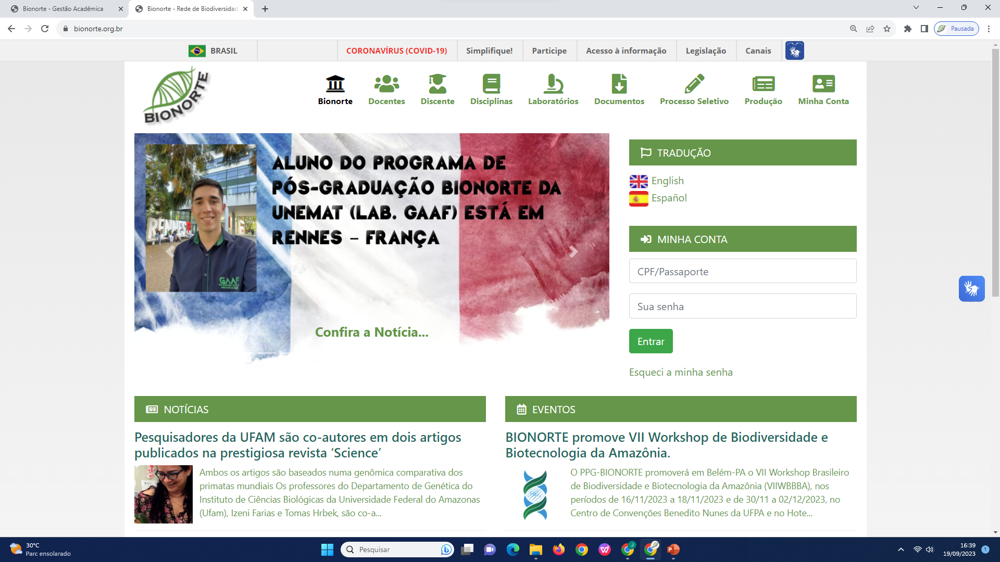 Bionorte - Gestão Acadêmica
Bionorte - Rede de Biodiversidad
bionorte.org.br
Pausada
BRASIL
CORONAVÍRUS (COVID-19)
Simplifique!
Participe
Acesso à informação
Legislação
Canais
BIONORTE
Bionorte
Docentes
Discente
Disciplinas
Laboratórios
Documentos
Processo Seletivo
Produção
Minha Conta
ALUNO DO PROGRAMA DE
PÓS-GRADUAÇÃO BIONORTE DA
UNEMAT (LAB. GAAF) ESTÁ EM
RENNES – FRANÇA
RENNES
GAAF
Confira a Notícia...
TRADUÇÃO
English
Español
MINHA CONTA
CPF/Passaporte
Sua senha
Entrar
Esqueci a minha senha
NOTÍCIAS
Pesquisadores da UFAM são co-autores em dois artigos
publicados na prestigiosa revista ‘Science’
Ambos os artigos são baseados numa genômica comparativa dos
primatas mundiais Os professores do Departamento de Genética do
Instituto de Ciências Biológicas da Universidade Federal do Amazonas
(Ufam), Izeni Farias e Tomas Hrbek, são co-a...
EVENTOS
BIONORTE promove VII Workshop de Biodiversidade e
Biotecnologia da Amazônia.
O PPG-BIONORTE promoverá em Belém-PA o VII Workshop Brasileiro
de Biodiversidade e Biotecnologia da Amazônia (VIIWBBBA), nos
períodos de 16/11/2023 a 18/11/2023 e de 30/11 a 02/12/2023, no
Centro de Convenções Benedito Nunes da UFPA e no Hote...
30°C
Parc ensolarado
Pesquisar
J
16:39
19/09/2023
1